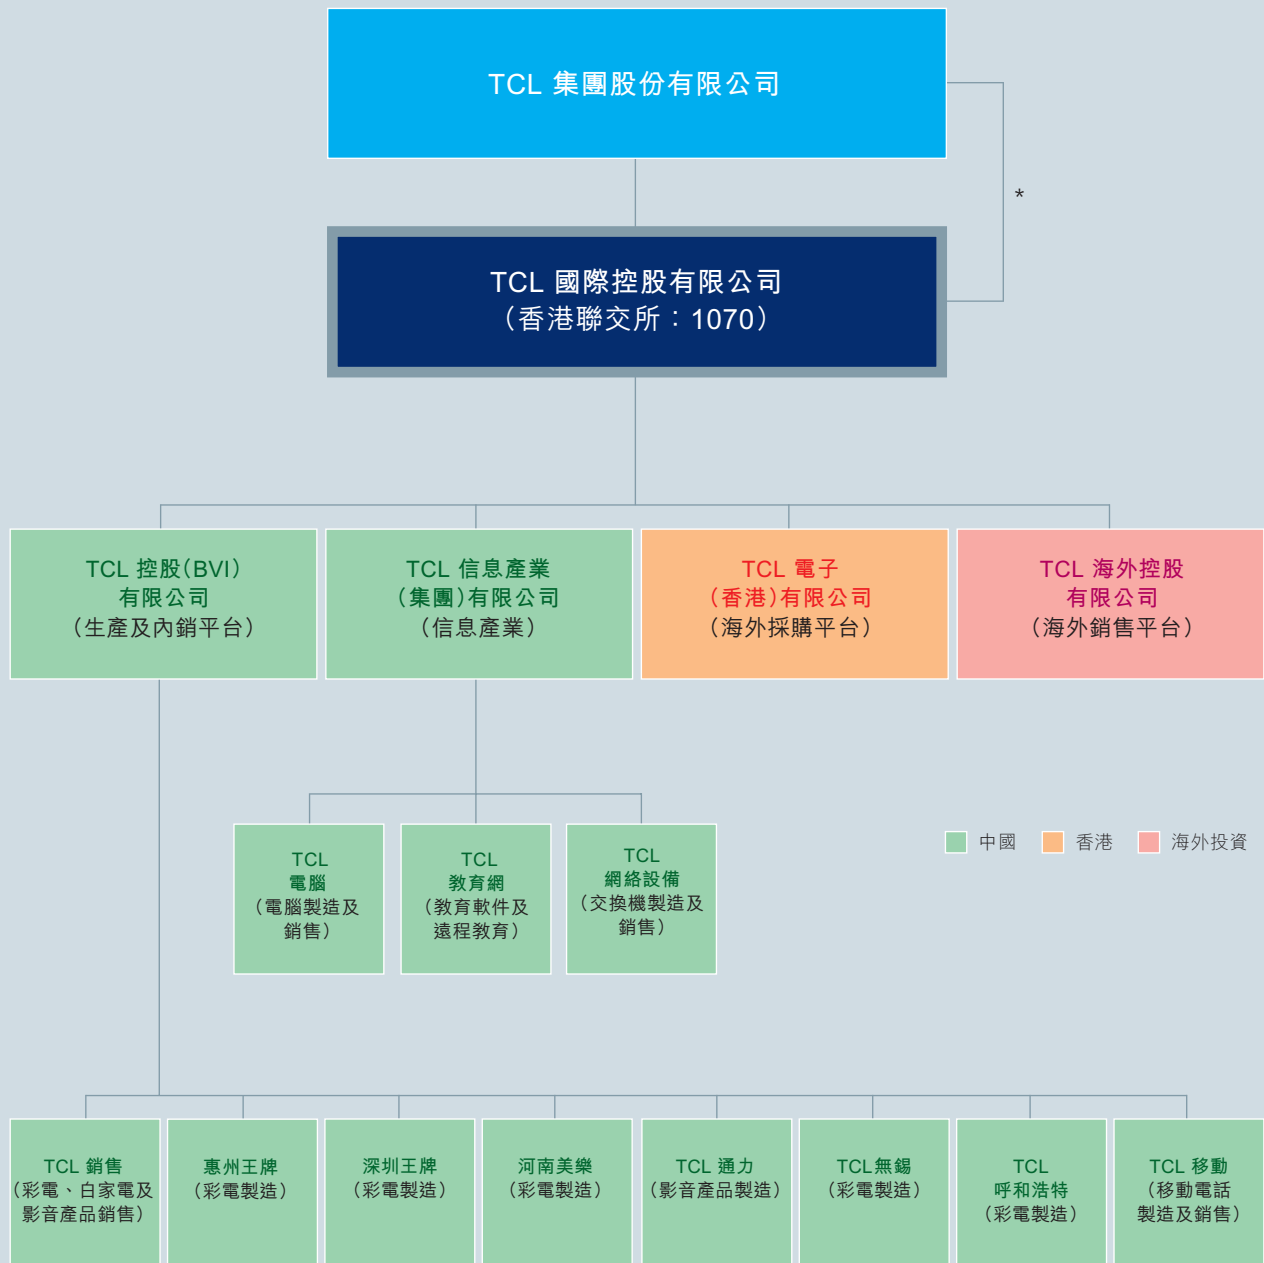 TCL 集團股份有限公司
*
TCL 國際控股有限公司
（香港聯交所：1070）
TCL 控股(BVI)
有限公司
（生產及內銷平台）
TCL 信息產業
（集團)有限公司
（信息產業）
TCL 電子
（香港)有限公司
（海外採購平台）
TCL 海外控股
有限公司
（海外銷售平台）
TCL
電腦
（電腦製造及
銷售）
TCL
教育網
（教育軟件及
遠程教育）
TCL
網絡設備
（交換機製造及
銷售）
中國
香港
海外投資
TCL 銷售
（彩電、白家電及
影音產品銷售）
惠州王牌
（彩電製造）
深圳王牌
（彩電製造）
河南美樂
（彩電製造）
TCL 通力
（影音產品製造）
TCL無錫
（彩電製造）
TCL
呼和浩特
（彩電製造）
TCL 移動
（移動電話
製造及銷售）